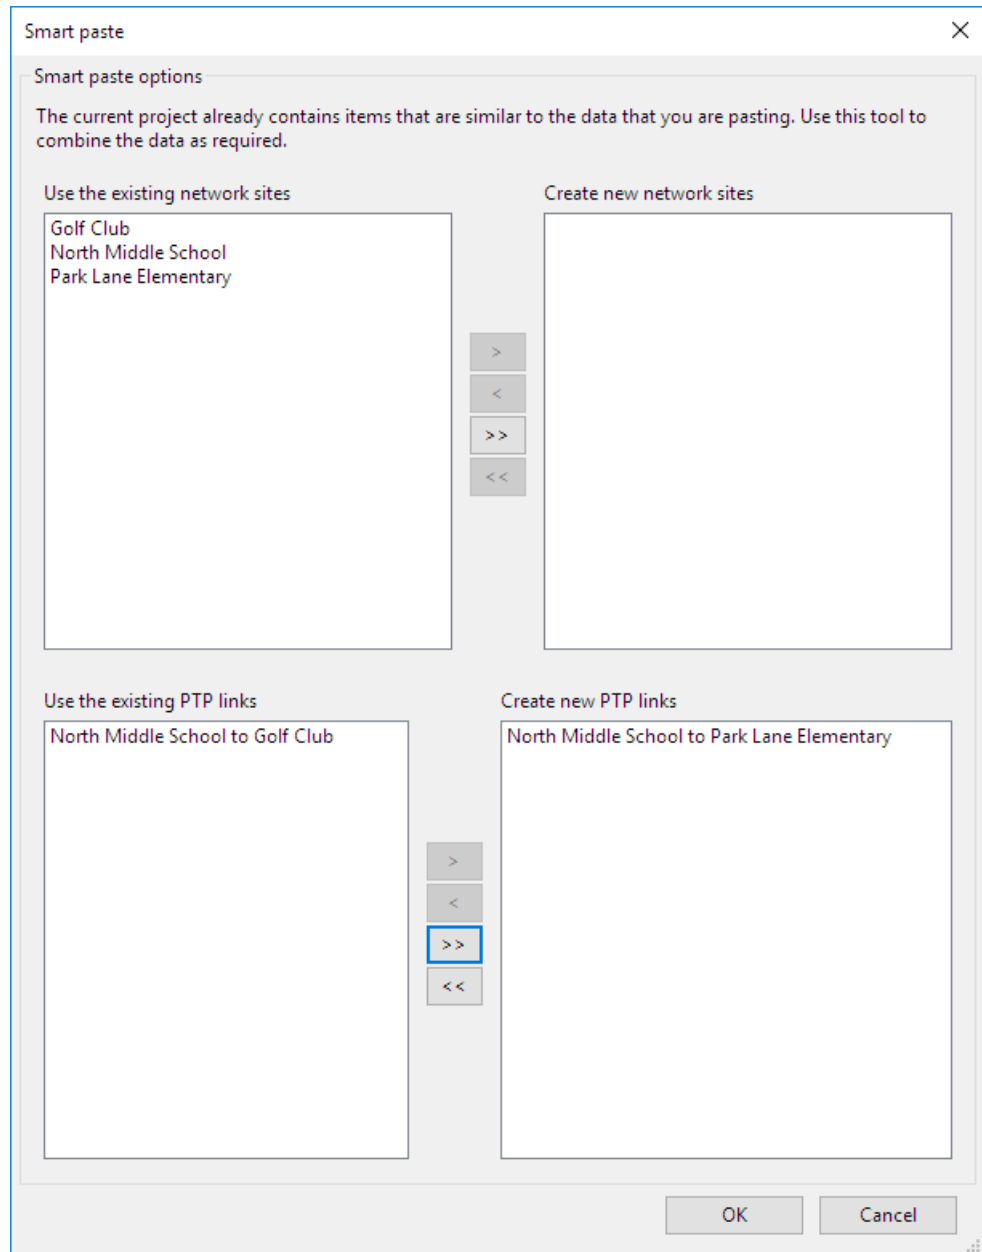 Smart paste
Smart paste options
The current project already contains items that are similar to the data that you are pasting. Use this tool to
combine the data as required.
Use the existing network sites
Create new network sites
Golf Club
North Middle School
Park Lane Elementary
>
<
>>
<<
Use the existing PTP links
Create new PTP links
North Middle School to Golf Club
North Middle School to Park Lane Elementary
>
<
>>
<<
OK
Cancel